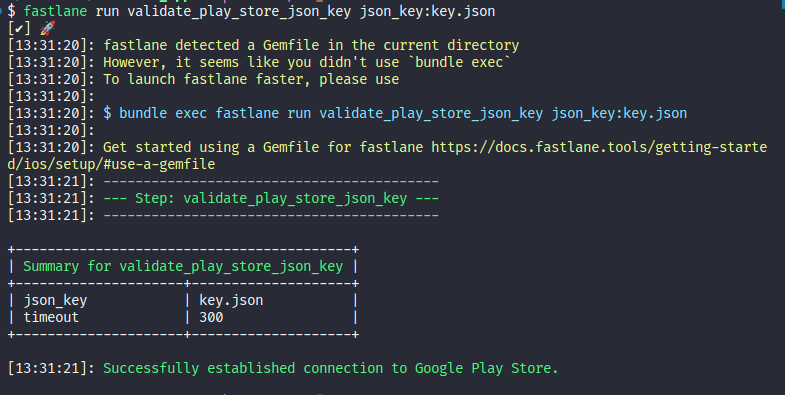 $ fastlane run validate_play_store_json_key json_key:key.json
[✔] 🚀
[13:31:20]: fastlane detected a Gemfile in the current directory
[13:31:20]: However, it seems like you didn't use `bundle exec`
[13:31:20]: To launch fastlane faster, please use
[13:31:20]:
[13:31:20]: $ bundle exec fastlane run validate_play_store_json_key json_key:key.json
[13:31:20]:
[13:31:20]: Get started using a Gemfile for fastlane https://docs.fastlane.tools/getting-starte
d/ios/setup/#use-a-gemfile
[13:31:21]: ------------------------------------------
[13:31:21]: --- Step: validate_play_store_json_key ---
[13:31:21]: ------------------------------------------
+------------------------------------------+
| Summary for validate_play_store_json_key |
+---------------------+--------------------+
| json_key            | key.json           |
| timeout             | 300                |
+---------------------+--------------------+
[13:31:21]: Successfully established connection to Google Play Store.